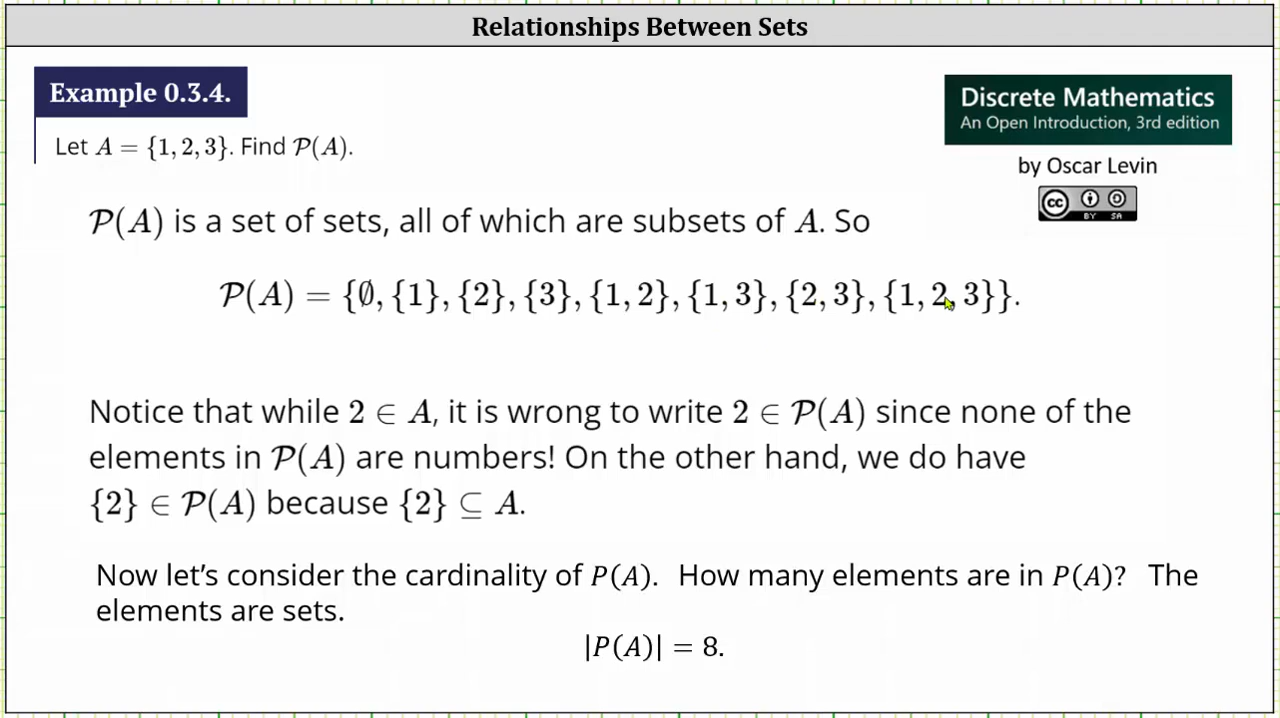 Relationships Between Sets
Example 0.3.4.
Let A = {1, 2, 3}. Find 𝒫(A).
Discrete Mathematics
An Open Introduction, 3rd edition
by Oscar Levin
cc
BY SA
𝒫(A) is a set of sets, all of which are subsets of A. So
𝒫(A) = {∅, {1}, {2}, {3}, {1, 2}, {1, 3}, {2, 3}, {1, 2, 3}}.
Notice that while 2 ∈ A, it is wrong to write 2 ∈ 𝒫(A) since none of the
elements in 𝒫(A) are numbers! On the other hand, we do have
{2} ∈ 𝒫(A) because {2} ⊆ A.
Now let’s consider the cardinality of P(A). How many elements are in P(A)? The
elements are sets.
|P(A)| = 8.